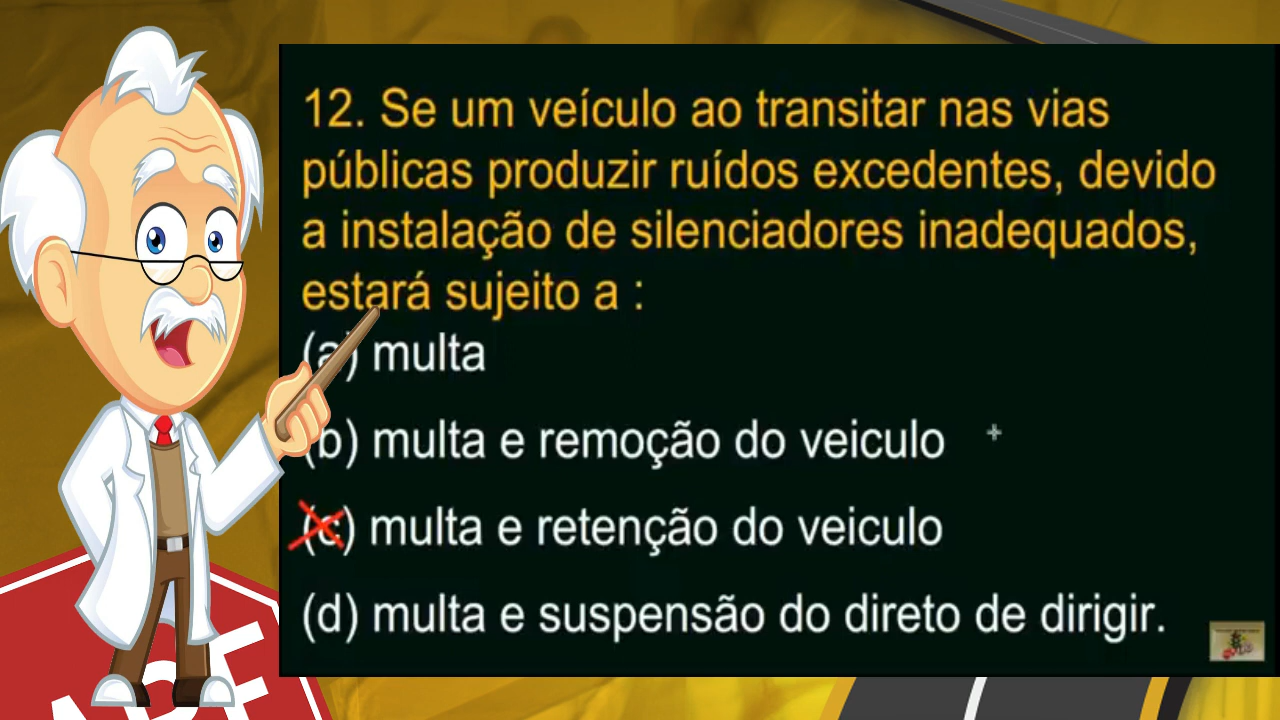 12. Se um veículo ao transitar nas vias
públicas produzir ruídos excedentes, devido
a instalação de silenciadores inadequados,
estará sujeito a :
(a) multa
(b) multa e remoção do veiculo
(c) multa e retenção do veiculo
(d) multa e suspensão do direto de dirigir.